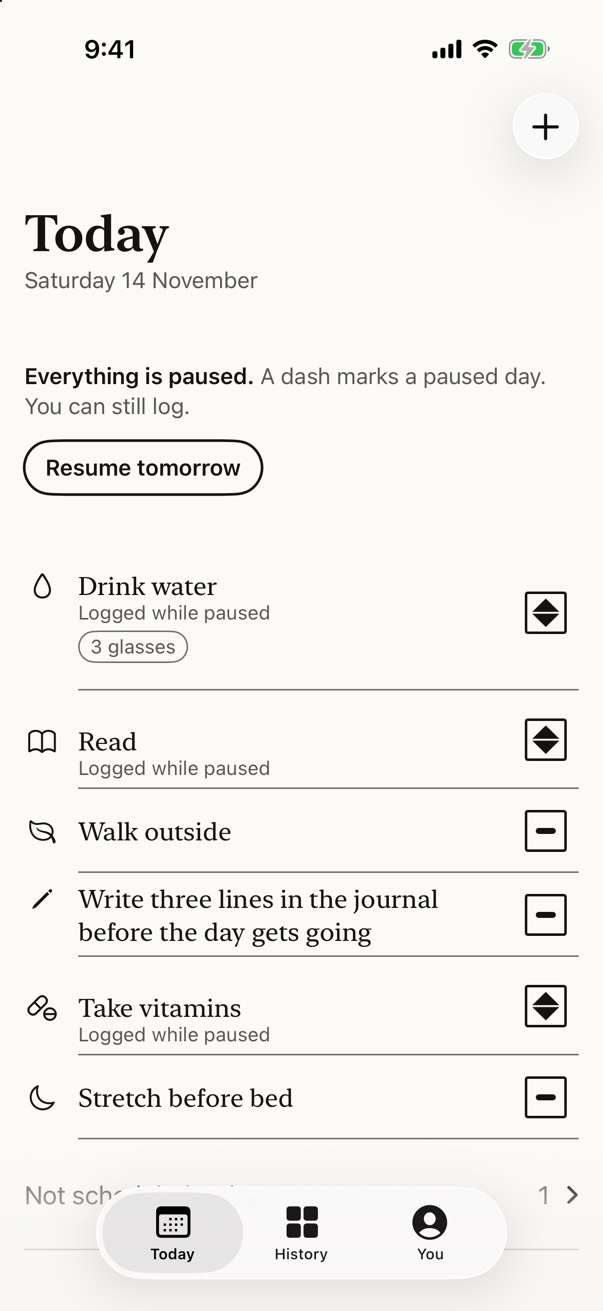 9:41
Today
Saturday 14 November
Everything is paused. A dash marks a paused day.
You can still log.
Resume tomorrow
Drink water
Logged while paused
3 glasses
Read
Logged while paused
Walk outside
Write three lines in the journal
before the day gets going
Take vitamins
Logged while paused
Stretch before bed
Not
1
Today
History
You